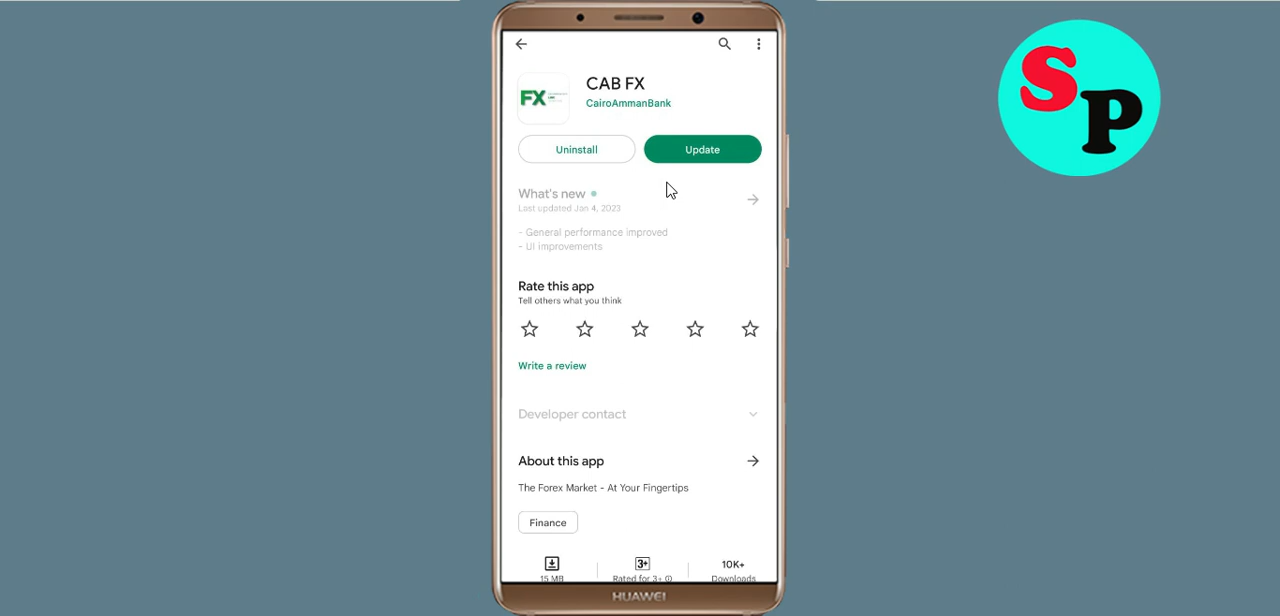 SP
CAB FX
FX
CairoAmmanBank
Uninstall
Update
What's new
Last updated Jan 4, 2023
- General performance improved
- UI improvements
Rate this app
Tell others what you think
Write a review
Developer contact
About this app
The Forex Market - At Your Fingertips
Finance
3+
10K+
15 MB
Rated for 3+
Downloads
HUAWEI